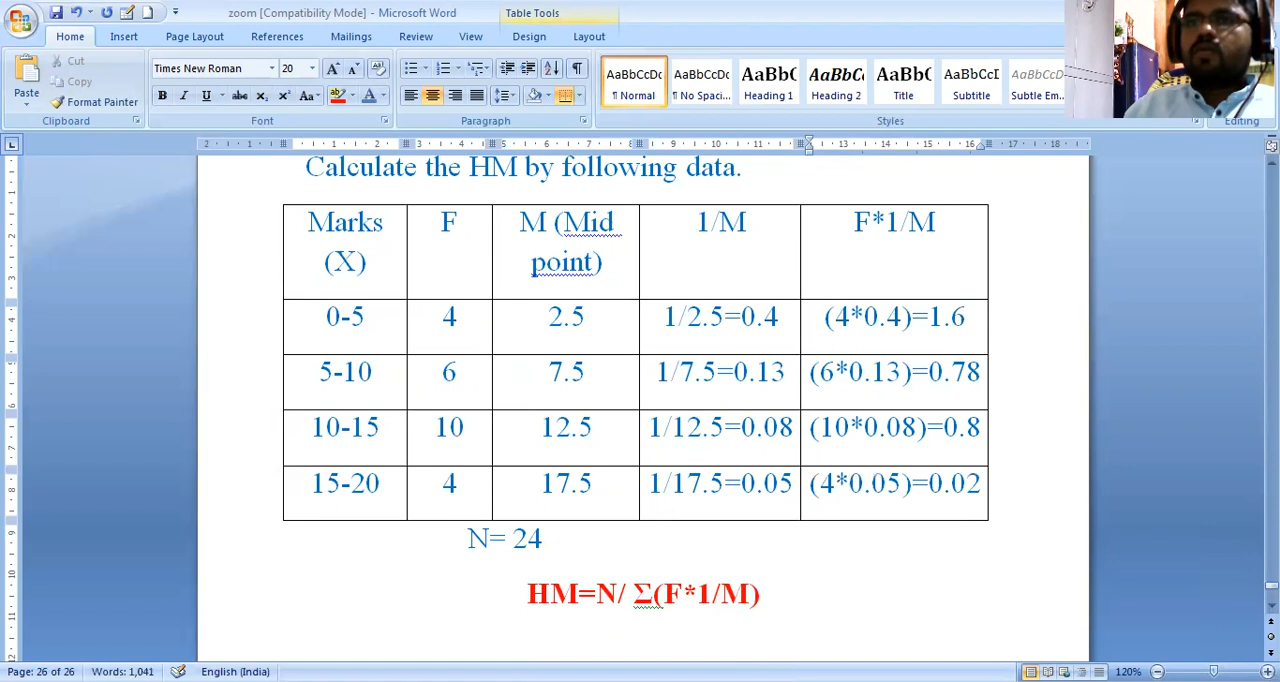 zoom [Compatibility Mode] - Microsoft Word
Table Tools
Home Insert Page Layout References Mailings Review View Design Layout
Paste
Cut
Copy
Format Painter
Clipboard
Times New Roman 20
B I U abc X₂ X² Aa
Font
Paragraph
AaBbCcDc AaBbCcDc AaBbC AaBbCc AaBbC AaBbCcI AaBbCcDc
¶ Normal ¶ No Spaci... Heading 1 Heading 2 Title Subtitle Subtle Em...
Styles
Editing
Calculate the HM by following data.
Marks (X) F M (Mid point) 1/M F*1/M
0-5 4 2.5 1/2.5=0.4 (4*0.4)=1.6
5-10 6 7.5 1/7.5=0.13 (6*0.13)=0.78
10-15 10 12.5 1/12.5=0.08 (10*0.08)=0.8
15-20 4 17.5 1/17.5=0.05 (4*0.05)=0.02
N= 24
HM=N/ Σ(F*1/M)
Page: 26 of 26 Words: 1,041 English (India) 120%